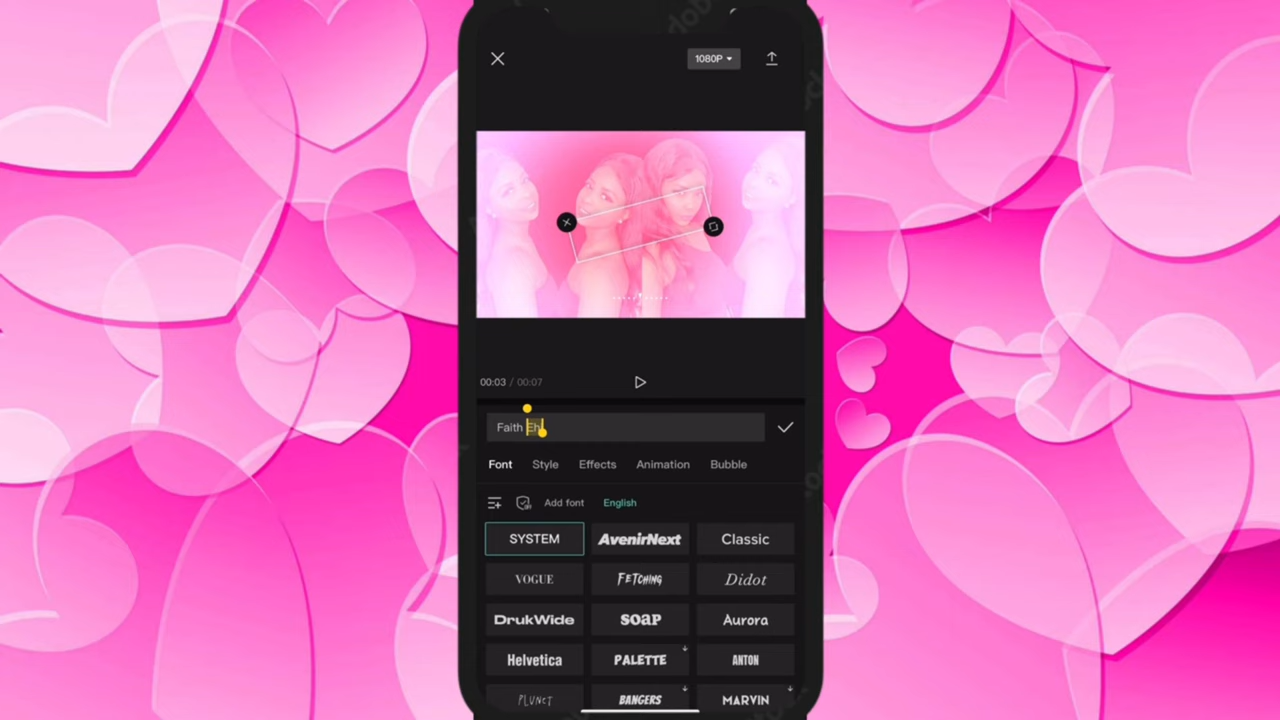 1080P
00:03 / 00:07
Faith Eh
Font Style Effects Animation Bubble
Add font English
SYSTEM AvenirNext Classic
VOGUE FETCHING Didot
DrukWide SOAP Aurora
Helvetica PALETTE ANTON
PLUNCT BANGERS MARVIN